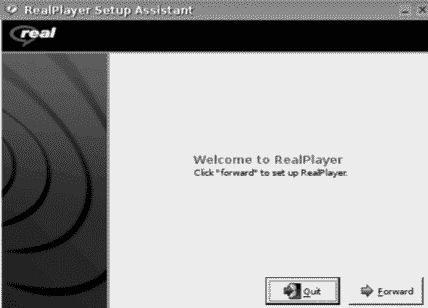 RealPlayer Setup Assistant
real
Welcome to RealPlayer
Click "forward" to set up RealPlayer.
Quit
Forward